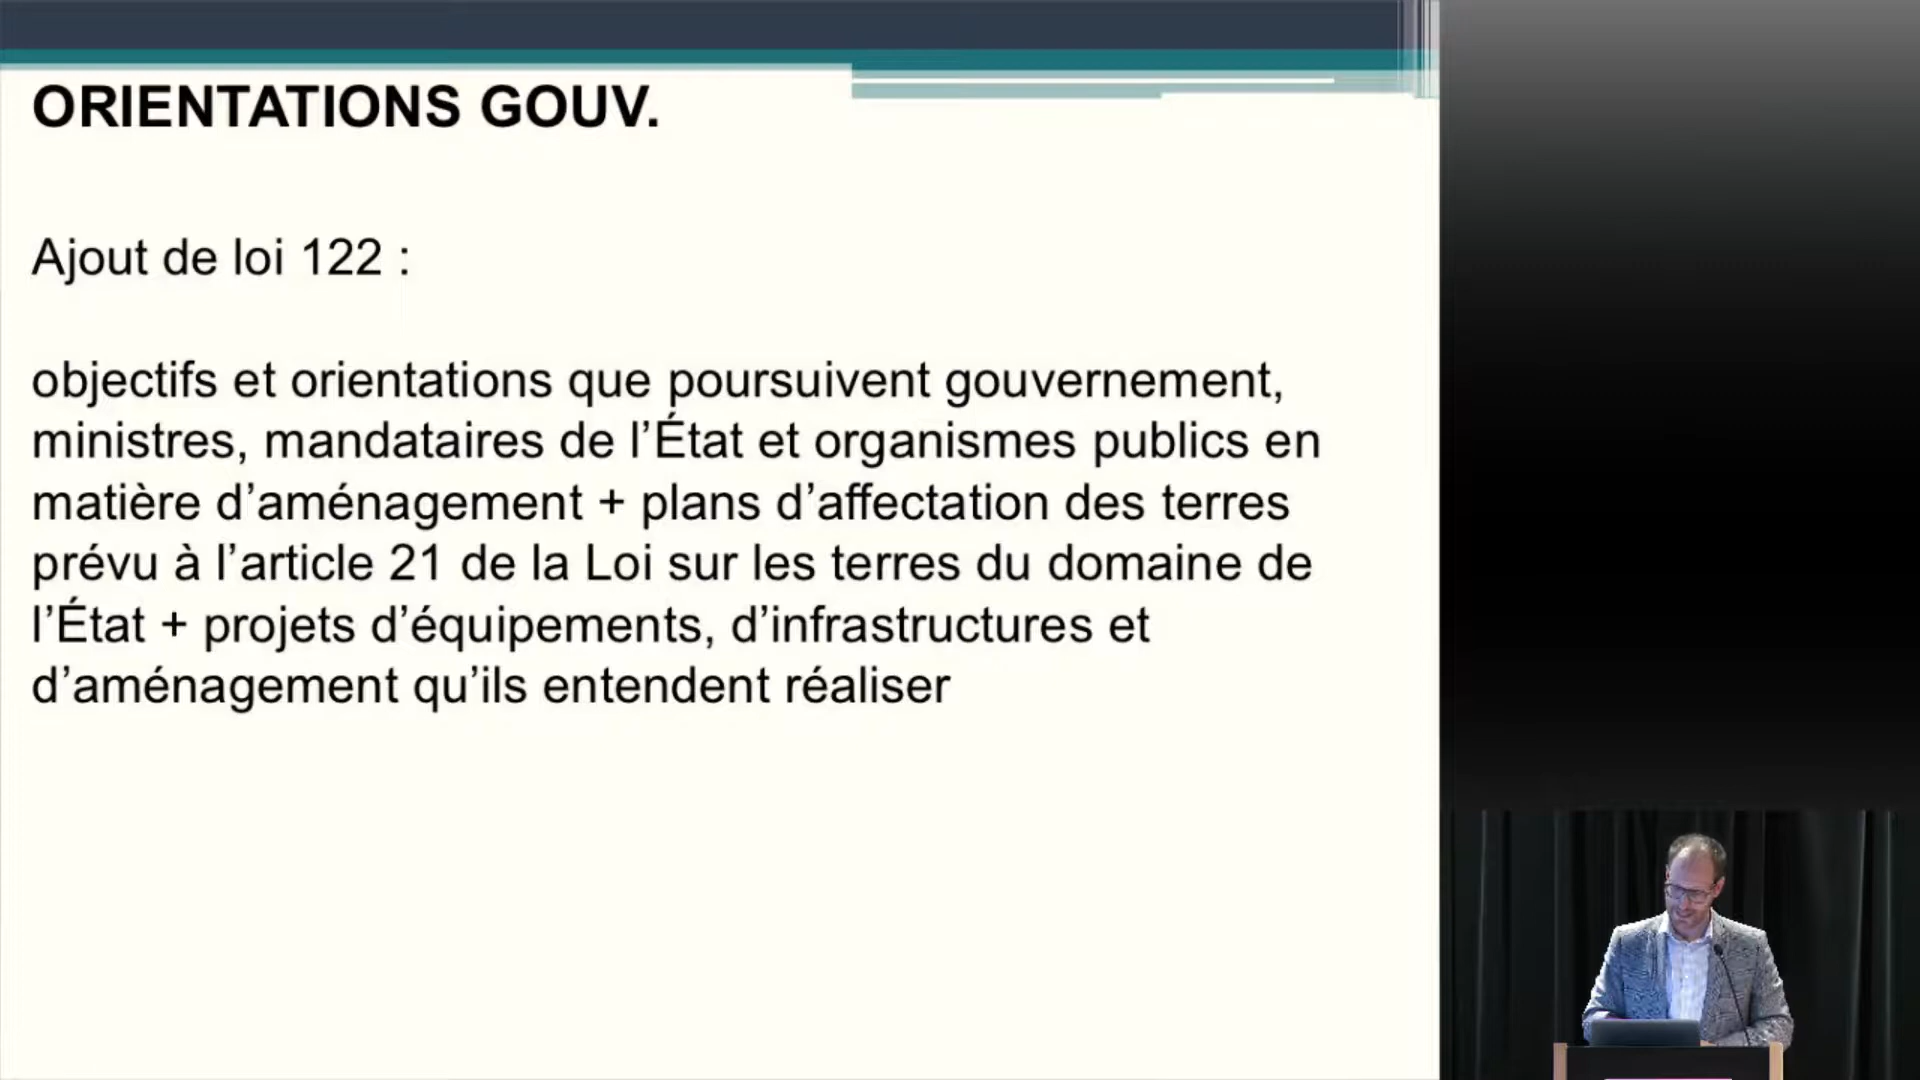 ORIENTATIONS GOUV.
Ajout de loi 122 :
objectifs et orientations que poursuivent gouvernement,
ministres, mandataires de l’État et organismes publics en
matière d’aménagement + plans d’affectation des terres
prévu à l’article 21 de la Loi sur les terres du domaine de
l’État + projets d’équipements, d’infrastructures et
d’aménagement qu’ils entendent réaliser